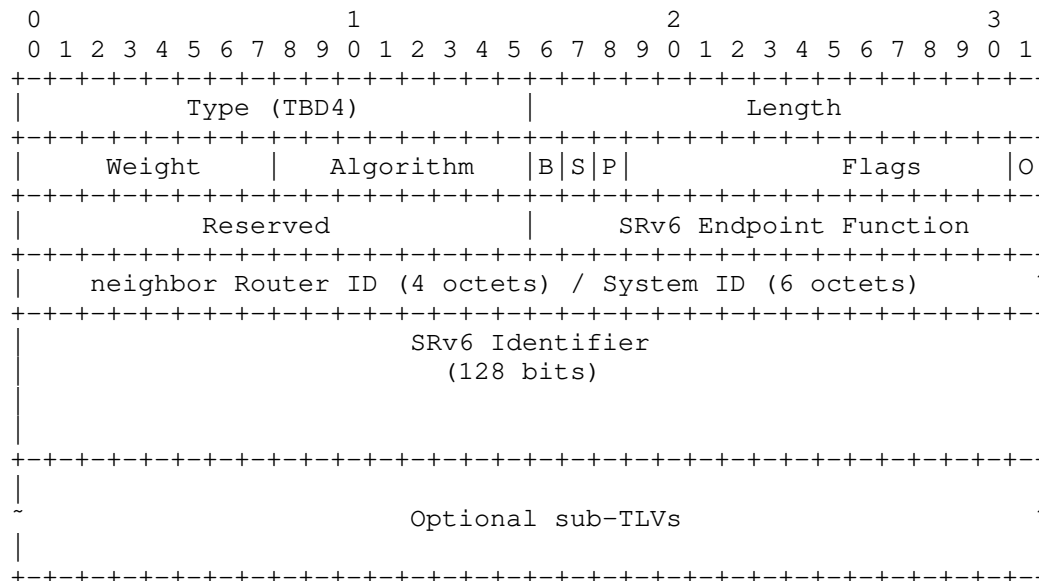 0                   1                   2                   3
 0 1 2 3 4 5 6 7 8 9 0 1 2 3 4 5 6 7 8 9 0 1 2 3 4 5 6 7 8 9 0 1
+-+-+-+-+-+-+-+-+-+-+-+-+-+-+-+-+-+-+-+-+-+-+-+-+-+-+-+-+-+-+-+-
|          Type (TBD4)          |             Length
+-+-+-+-+-+-+-+-+-+-+-+-+-+-+-+-+-+-+-+-+-+-+-+-+-+-+-+-+-+-+-+-
|     Weight    |   Algorithm   |B|S|P|             Flags     |O
+-+-+-+-+-+-+-+-+-+-+-+-+-+-+-+-+-+-+-+-+-+-+-+-+-+-+-+-+-+-+-+-
|           Reserved            |     SRv6 Endpoint Function
+-+-+-+-+-+-+-+-+-+-+-+-+-+-+-+-+-+-+-+-+-+-+-+-+-+-+-+-+-+-+-+-
|    neighbor Router ID (4 octets) / System ID (6 octets)
+-+-+-+-+-+-+-+-+-+-+-+-+-+-+-+-+-+-+-+-+-+-+-+-+-+-+-+-+-+-+-+-
|                        SRv6 Identifier
|                          (128 bits)
|
|
+-+-+-+-+-+-+-+-+-+-+-+-+-+-+-+-+-+-+-+-+-+-+-+-+-+-+-+-+-+-+-+-
|
~                        Optional sub-TLVs
|
+-+-+-+-+-+-+-+-+-+-+-+-+-+-+-+-+-+-+-+-+-+-+-+-+-+-+-+-+-+-+-+-